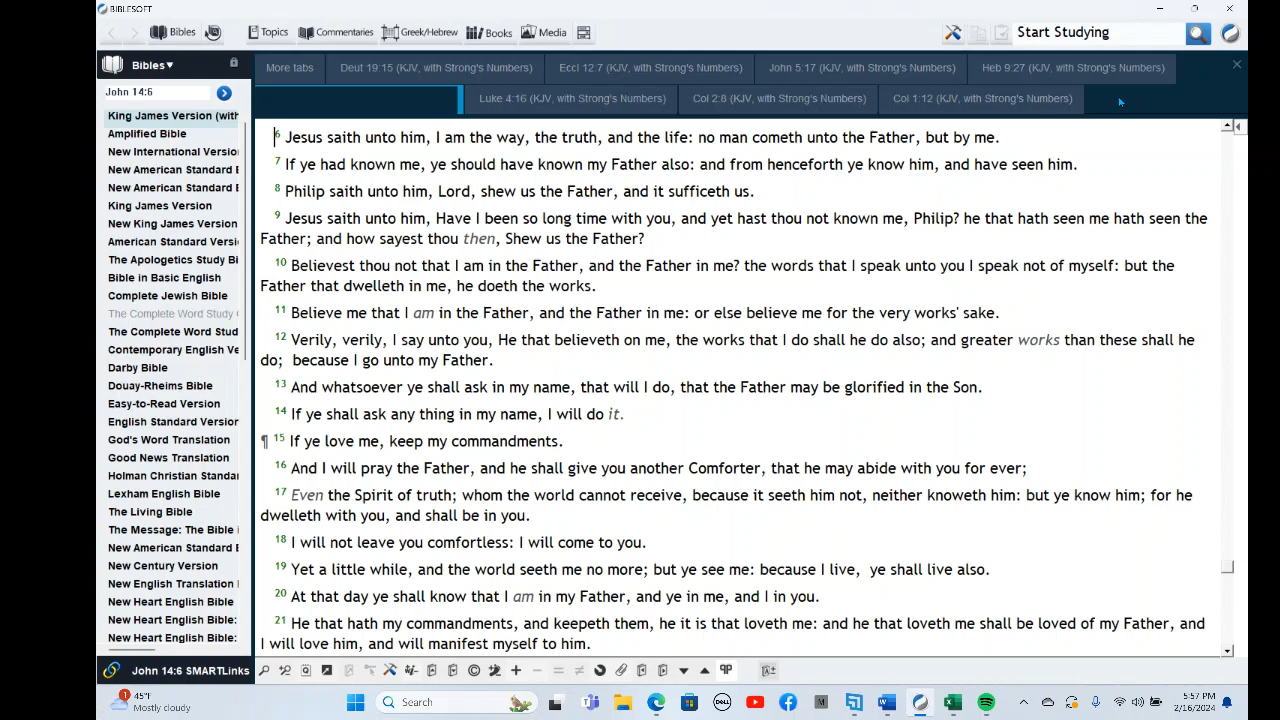 BIBLESOFT
Bibles Topics Commentaries Greek/Hebrew Books Media Start Studying
Bibles▾
More tabs Deut 19:15 (KJV, with Strong's Numbers) Eccl 12:7 (KJV, with Strong's Numbers) John 5:17 (KJV, with Strong's Numbers) Heb 9:27 (KJV, with Strong's Numbers)
Luke 4:16 (KJV, with Strong's Numbers) Col 2:8 (KJV, with Strong's Numbers) Col 1:12 (KJV, with Strong's Numbers)
John 14:6
King James Version (with
Amplified Bible
New International Versio
New American Standard B
New American Standard B
King James Version
New King James Version
American Standard Versio
The Apologetics Study Bi
Bible in Basic English
Complete Jewish Bible
The Complete Word Study
The Complete Word Stud
Contemporary English Ve
Darby Bible
Douay-Rheims Bible
Easy-to-Read Version
English Standard Version
God's Word Translation
Good News Translation
Holman Christian Standar
Lexham English Bible
The Living Bible
The Message: The Bible i
New American Standard B
New Century Version
New English Translation
New Heart English Bible
New Heart English Bible:
New Heart English Bible:
John 14:6 SMARTLinks
6 Jesus saith unto him, I am the way, the truth, and the life: no man cometh unto the Father, but by me.
7 If ye had known me, ye should have known my Father also: and from henceforth ye know him, and have seen him.
8 Philip saith unto him, Lord, shew us the Father, and it sufficeth us.
9 Jesus saith unto him, Have I been so long time with you, and yet hast thou not known me, Philip? he that hath seen me hath seen the
Father; and how sayest thou then, Shew us the Father?
10 Believest thou not that I am in the Father, and the Father in me? the words that I speak unto you I speak not of myself: but the
Father that dwelleth in me, he doeth the works.
11 Believe me that I am in the Father, and the Father in me: or else believe me for the very works' sake.
12 Verily, verily, I say unto you, He that believeth on me, the works that I do shall he do also; and greater works than these shall he
do; because I go unto my Father.
13 And whatsoever ye shall ask in my name, that will I do, that the Father may be glorified in the Son.
14 If ye shall ask any thing in my name, I will do it.
¶ 15 If ye love me, keep my commandments.
16 And I will pray the Father, and he shall give you another Comforter, that he may abide with you for ever;
17 Even the Spirit of truth; whom the world cannot receive, because it seeth him not, neither knoweth him: but ye know him; for he
dwelleth with you, and shall be in you.
18 I will not leave you comfortless: I will come to you.
19 Yet a little while, and the world seeth me no more; but ye see me: because I live, ye shall live also.
20 At that day ye shall know that I am in my Father, and ye in me, and I in you.
21 He that hath my commandments, and keepeth them, he it is that loveth me: and he that loveth me shall be loved of my Father, and
I will love him, and will manifest myself to him.
1 45°F
Mostly cloudy
Search
DELL
M
5:57 PM
2/16/2024